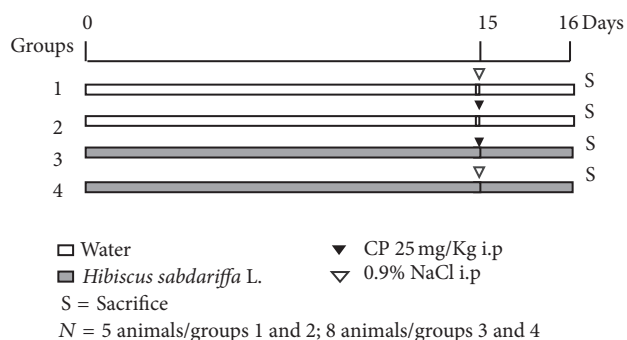 0 15 16 Days
Groups
1 S
2 S
3 S
4 S
Water CP 25 mg/Kg i.p
Hibiscus sabdariffa L. 0.9% NaCl i.p
S = Sacrifice
N = 5 animals/groups 1 and 2; 8 animals/groups 3 and 4